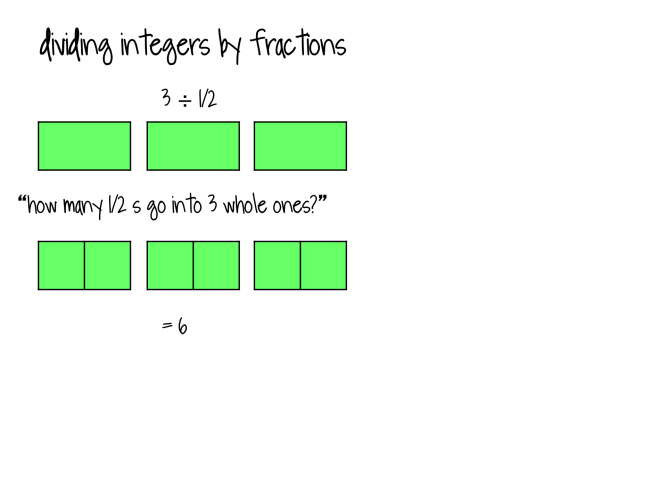 dividing integers by fractions
3 ÷ 1/2
“how many 1/2 s go into 3 whole ones?”
= 6